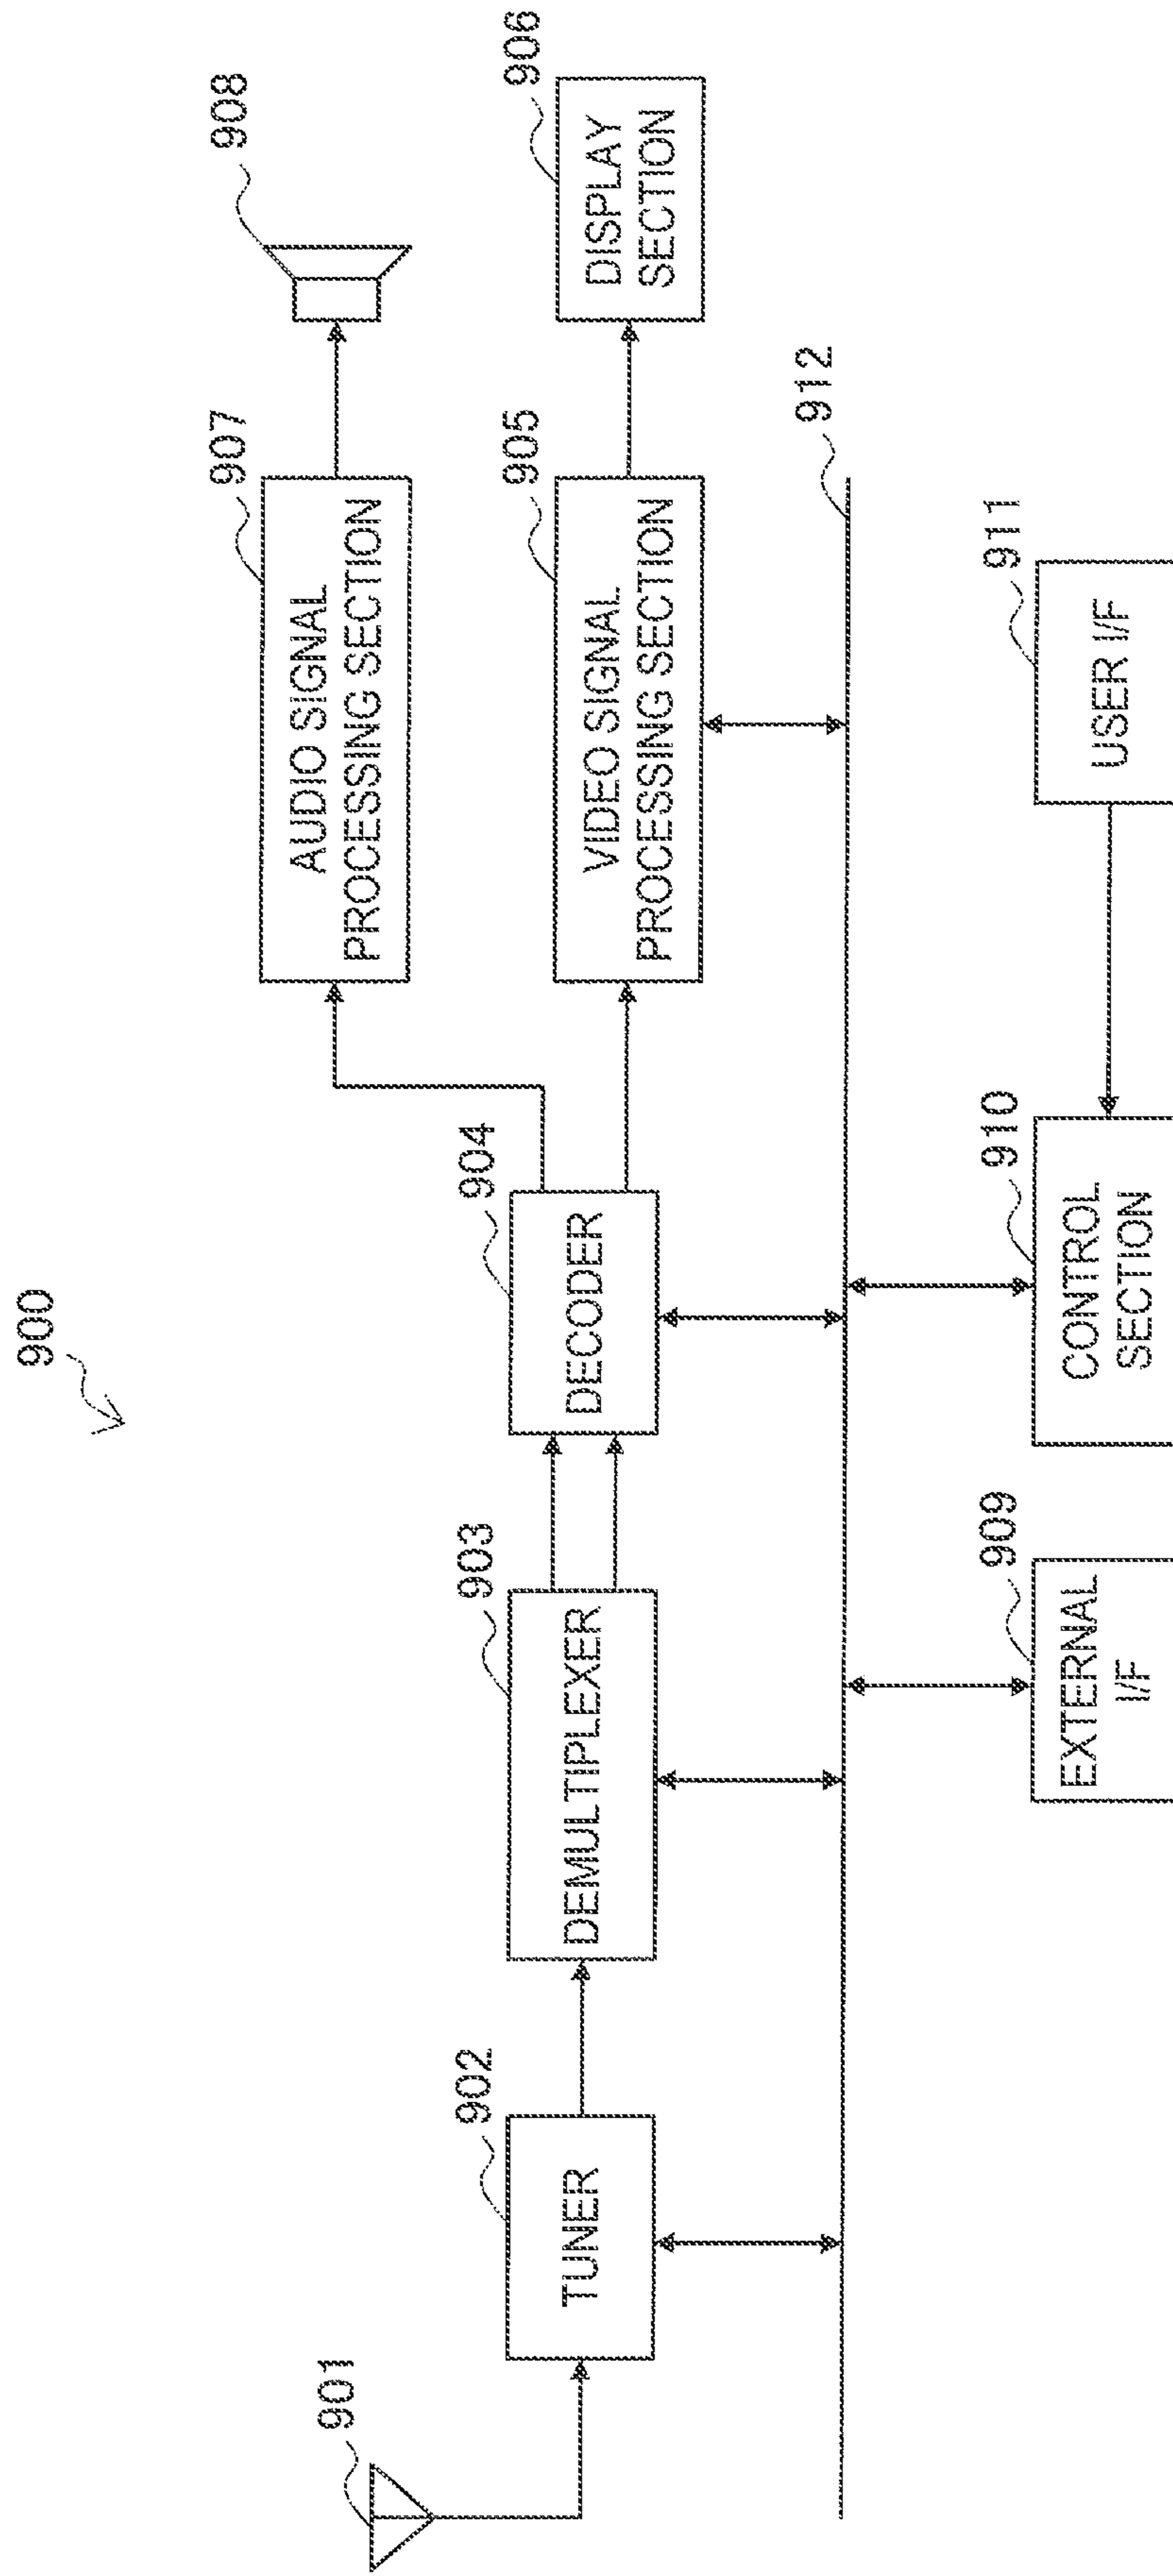 900
901
902
TUNER
903
DEMULTIPLEXER
904
DECODER
907
AUDIO SIGNAL
PROCESSING SECTION
908
905
VIDEO SIGNAL
PROCESSING SECTION
906
DISPLAY
SECTION
912
909
EXTERNAL
I/F
910
CONTROL
SECTION
911
USER I/F